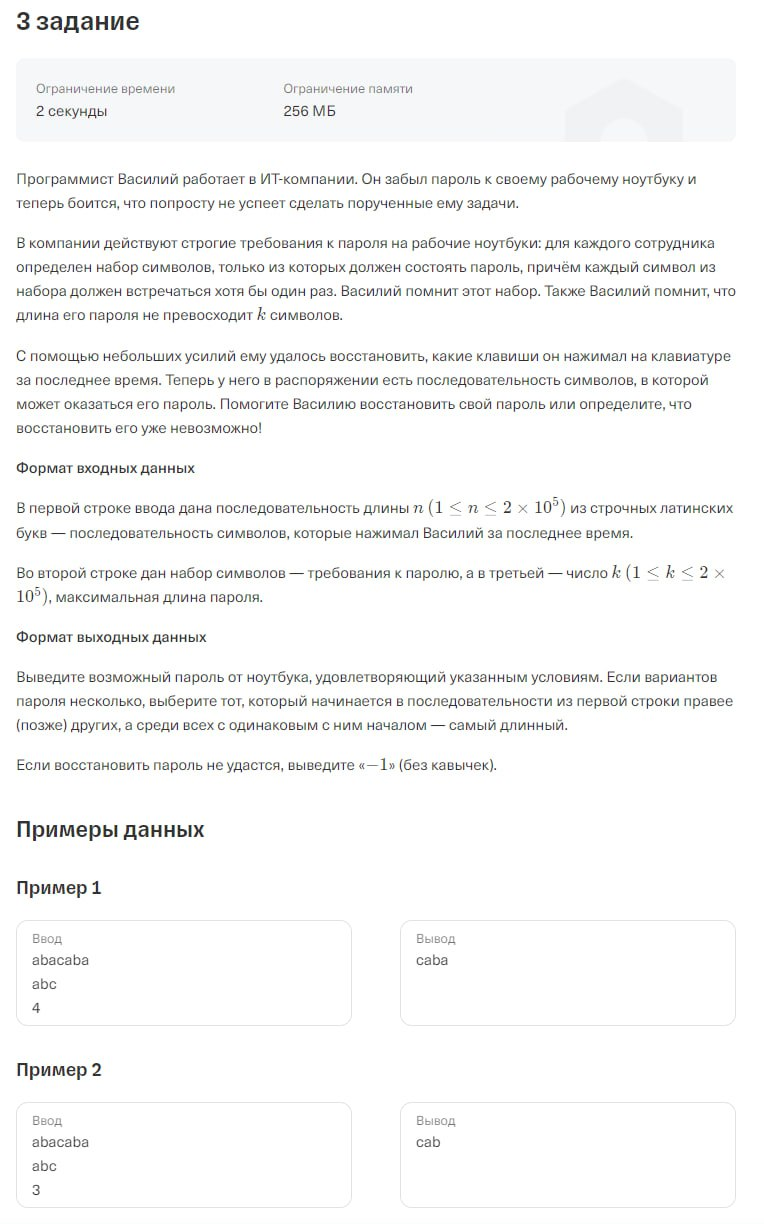 3 задание
Ограничение времени
Ограничение памяти
2 секунды
256 МБ
Программист Василий работает в ИТ-компании. Он забыл пароль к своему рабочему ноутбуку и
теперь боится, что попросту не успеет сделать порученные ему задачи.
В компании действуют строгие требования к пароля на рабочие ноутбуки: для каждого сотрудника
определен набор символов, только из которых должен состоять пароль, причём каждый символ из
набора должен встречаться хотя бы один раз. Василий помнит этот набор. Также Василий помнит, что
длина его пароля не превосходит k символов.
С помощью небольших усилий ему удалось восстановить, какие клавиши он нажимал на клавиатуре
за последнее время. Теперь у него в распоряжении есть последовательность символов, в которой
может оказаться его пароль. Помогите Василию восстановить свой пароль или определите, что
восстановить его уже невозможно!
Формат входных данных
В первой строке ввода дана последовательность длины n (1 ≤ n ≤ 2 × 10⁵) из строчных латинских
букв — последовательность символов, которые нажимал Василий за последнее время.
Во второй строке дан набор символов — требования к паролю, а в третьей — число k (1 ≤ k ≤ 2 ×
10⁵), максимальная длина пароля.
Формат выходных данных
Выведите возможный пароль от ноутбука, удовлетворяющий указанным условиям. Если вариантов
пароля несколько, выберите тот, который начинается в последовательности из первой строки правее
(позже) других, а среди всех с одинаковым с ним началом — самый длинный.
Если восстановить пароль не удастся, выведите «−1» (без кавычек).
Примеры данных
Пример 1
Ввод
abacaba
abc
4
Вывод
caba
Пример 2
Ввод
abacaba
abc
3
Вывод
cab